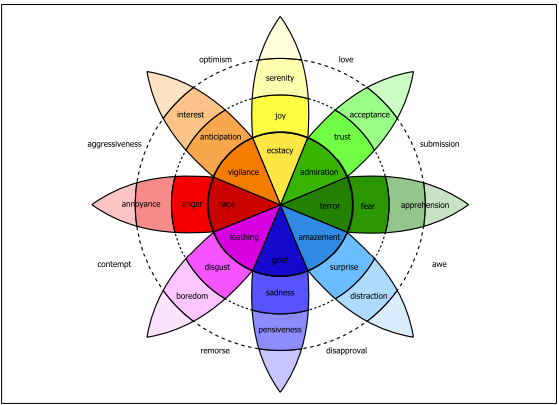 optimism
love
serenity
interest
joy
acceptance
anticipation
trust
aggressiveness
submission
ecstacy
vigilance
admiration
annoyance
anger
rage
terror
fear
apprehension
loathing
amazement
contempt
disgust
grief
surprise
awe
boredom
sadness
distraction
pensiveness
remorse
disapproval